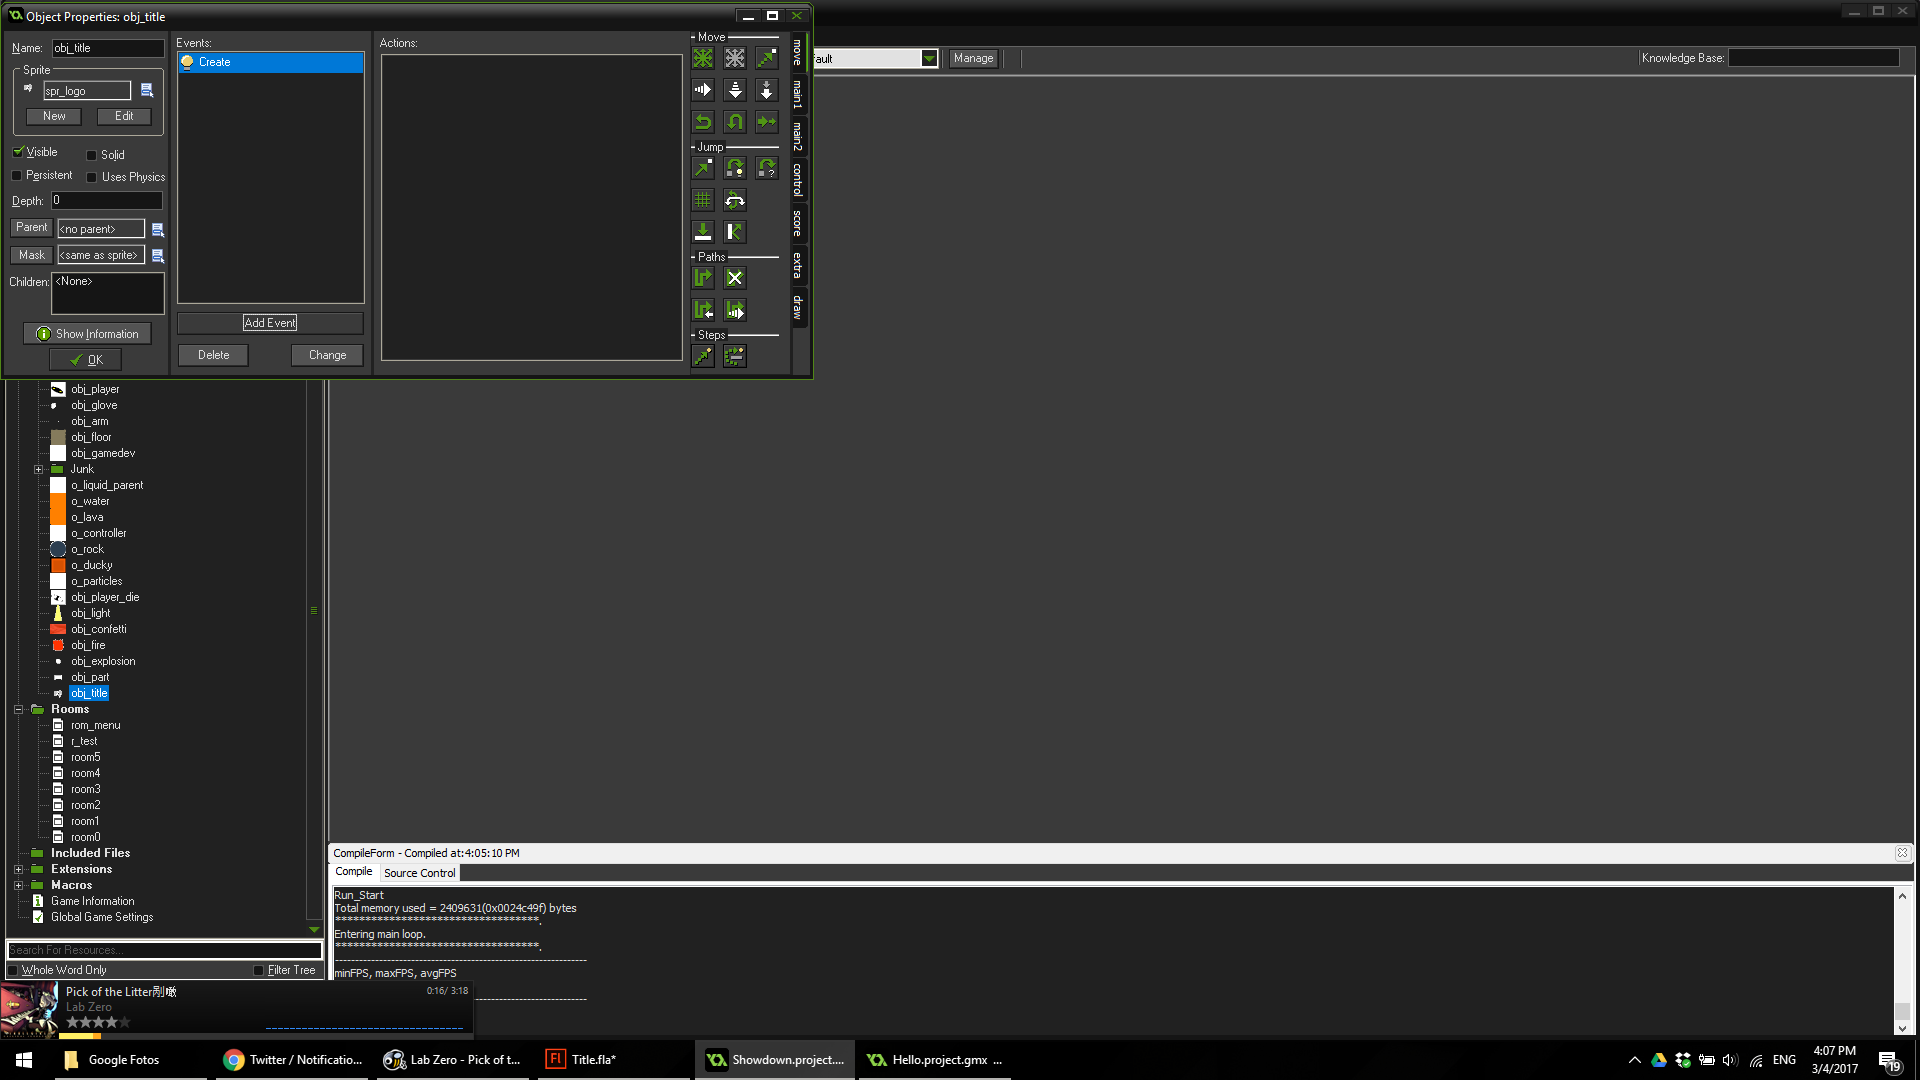 Object Properties: obj_title
Name: obj_title
Sprite
spr_logo
New Edit
Visible Solid
Persistent Uses Physics
Depth: 0
Parent <no parent>
Mask <same as sprite>
Children: <None>
Show Information
OK
Events:
Create
Add Event
Delete Change
Actions:
Move
Jump
Paths
Steps
move
main1
main2
control
score
extra
draw
ault
Manage
Knowledge Base:
obj_player
obj_glove
obj_arm
obj_floor
obj_gamedev
Junk
o_liquid_parent
o_water
o_lava
o_controller
o_rock
o_ducky
o_particles
obj_player_die
obj_light
obj_confetti
obj_fire
obj_explosion
obj_part
obj_title
Rooms
rom_menu
r_test
room5
room4
room3
room2
room1
room0
Included Files
Extensions
Macros
Game Information
Global Game Settings
Search For Resources...
Whole Word Only Filter Tree
CompileForm - Compiled at:4:05:10 PM
Compile Source Control
Run_Start
Total memory used = 2409631(0x0024c49f) bytes
**********************************.
Entering main loop.
**********************************.
minFPS, maxFPS, avgFPS
Pick of the Litter
0:16/ 3:18
Lab Zero
Google Fotos
Twitter / Notificatio...
Lab Zero - Pick of t...
Title.fla*
Showdown.project....
Hello.project.gmx ...
ENG
4:07 PM
3/4/2017
19